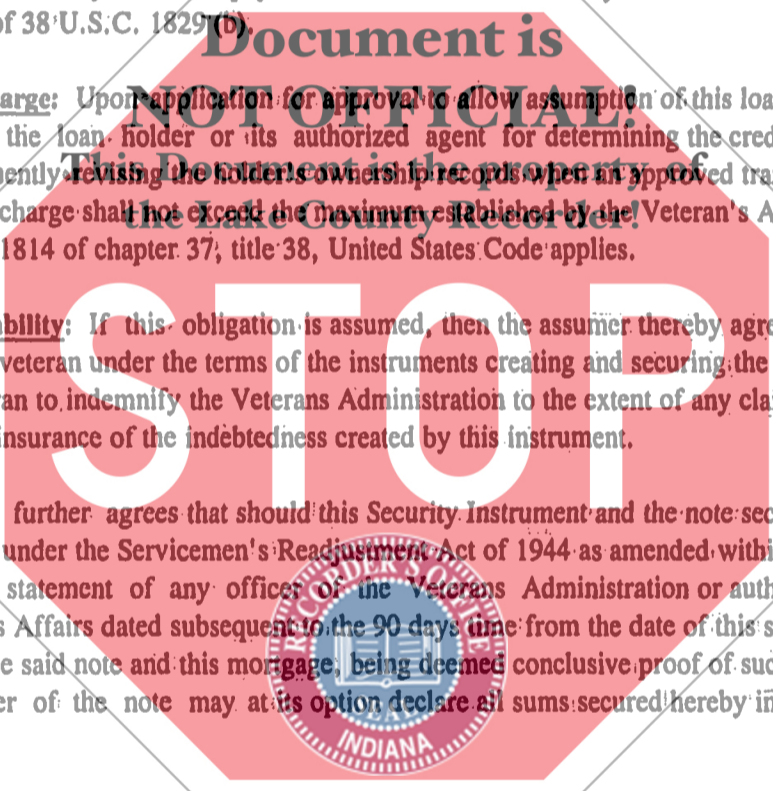 of 38 U.S.C. 1829 (b).
Document is
NOT OFFICIAL!
This Document is the property of
the Lake County Recorder!
arge: Upon application for approval to allow assumption of this loa
the loan holder or its authorized agent for determining the cred
ently revising the holder's ownership records when an approved tra
charge shall not exceed the maximum established by the Veteran's A
1814 of chapter 37, title 38, United States Code applies.
STOP
ability: If this obligation is assumed, then the assumer thereby agre
veteran under the terms of the instruments creating and securing the
an to indemnify the Veterans Administration to the extent of any cla
insurance of the indebtedness created by this instrument.
further agrees that should this Security Instrument and the note sec
under the Servicemen's Readjustment Act of 1944 as amended within
statement of any officer of the Veterans Administration or auth
s Affairs dated subsequent to the 90 days time from the date of this s
e said note and this mortgage, being deemed conclusive proof of suc
er of the note may at its option declare all sums secured hereby in
RECORDER'S OFFICE
SEAL
INDIANA